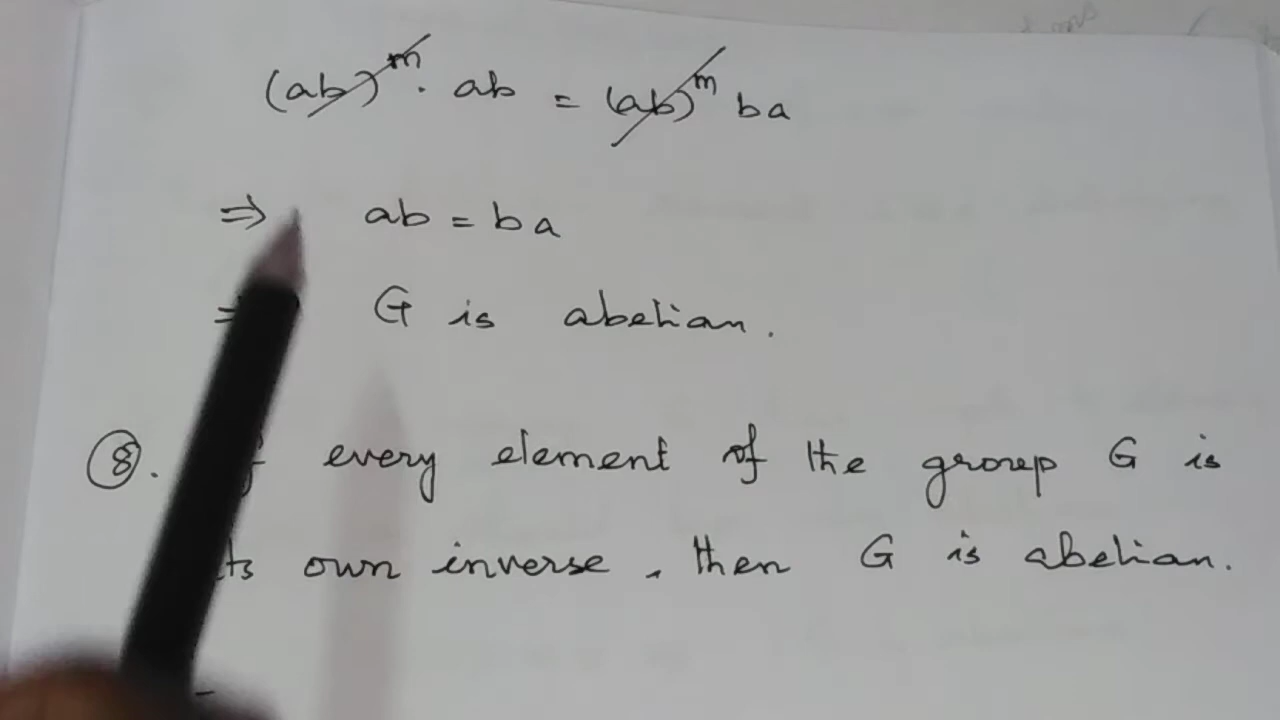 (ab)^m . ab = (ab)^m ba
⇒ ab = ba
G is abelian.
8. every element of the group G is
own inverse, then G is abelian.